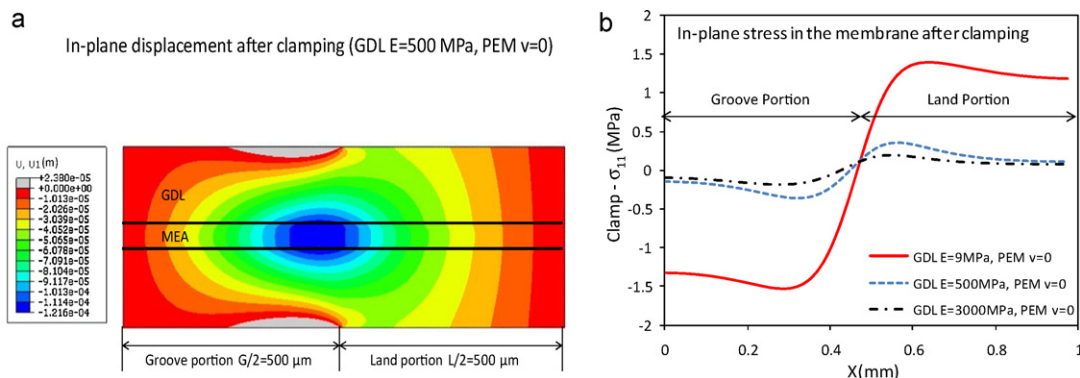 a
In-plane displacement after clamping (GDL E=500 MPa, PEM v=0)
U, U1(m)
+2.380e-05
+0.000e+00
-1.013e-05
-2.026e-05
-3.039e-05
-4.052e-05
-5.065e-05
-6.078e-05
-7.091e-05
-8.104e-05
-9.117e-05
-1.013e-04
-1.114e-04
-1.216e-04
GDL
MEA
Groove portion G/2=500 μm
Land portion L/2=500 μm
b
In-plane stress in the membrane after clamping
Groove Portion
Land Portion
Clamp - σ11 (MPa)
2
1.5
1
0.5
0
-0.5
-1
-1.5
-2
GDL E=9MPa, PEM v=0
GDL E=500MPa, PEM v=0
GDL E=3000MPa, PEM v=0
0
0.2
0.4
0.6
0.8
1
X(mm)